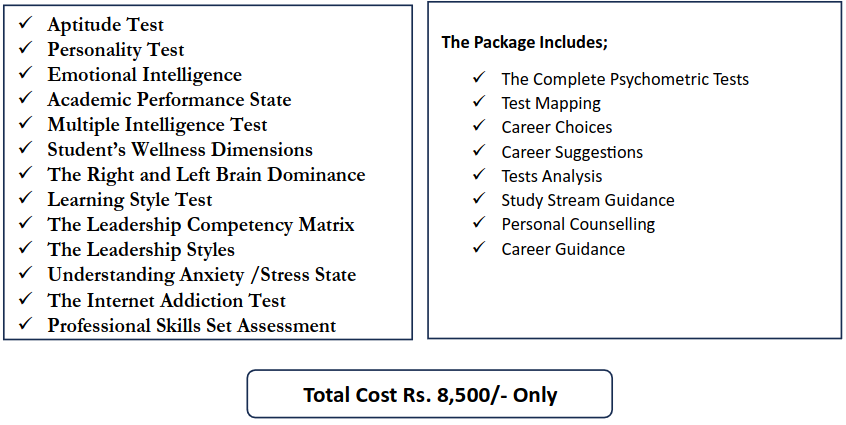 Aptitude Test
Personality Test
Emotional Intelligence
Academic Performance State
Multiple Intelligence Test
Student’s Wellness Dimensions
The Right and Left Brain Dominance
Learning Style Test
The Leadership Competency Matrix
The Leadership Styles
Understanding Anxiety /Stress State
The Internet Addiction Test
Professional Skills Set Assessment
The Package Includes;
The Complete Psychometric Tests
Test Mapping
Career Choices
Career Suggestions
Tests Analysis
Study Stream Guidance
Personal Counselling
Career Guidance
Total Cost Rs. 8,500/- Only